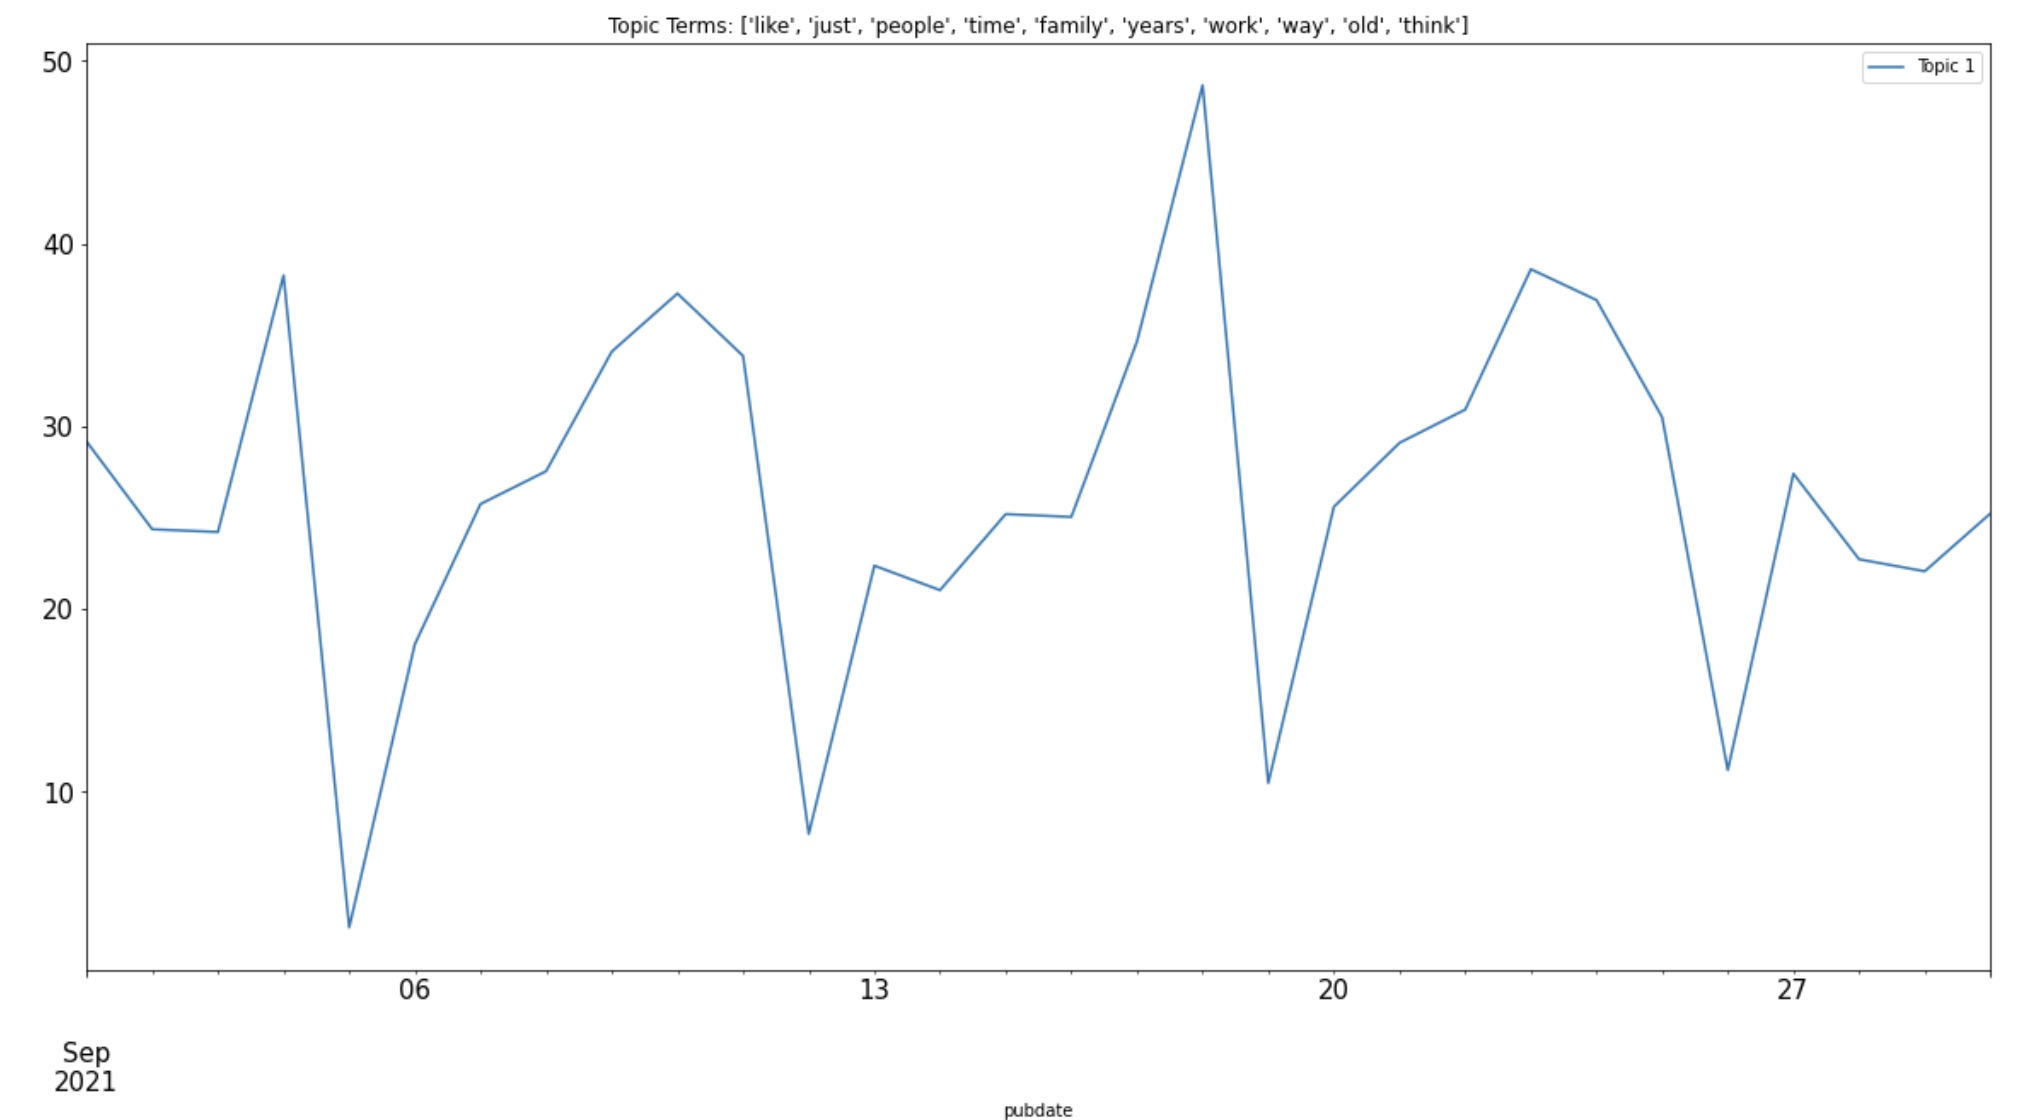 Topic Terms: ['like', 'just', 'people', 'time', 'family', 'years', 'work', 'way', 'old', 'think']
Topic 1
50
40
30
20
10
06 13 20 27
Sep
2021
pubdate